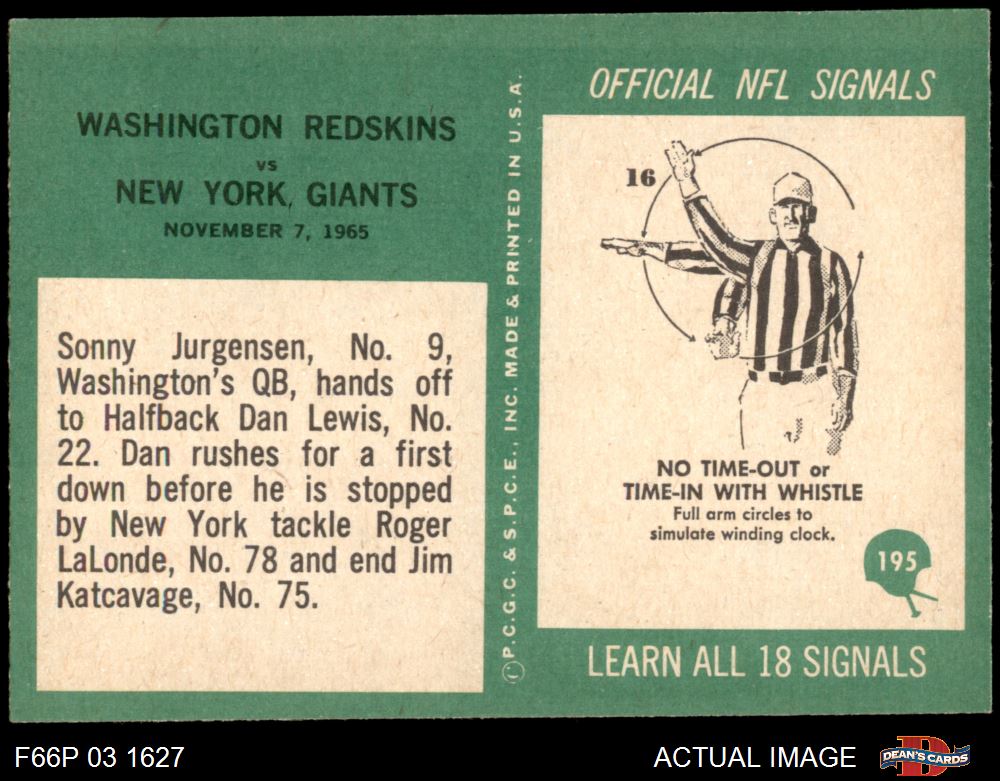 WASHINGTON REDSKINS
vs
NEW YORK GIANTS
NOVEMBER 7, 1965
Sonny Jurgensen, No. 9,
Washington's QB, hands off
to Halfback Dan Lewis, No.
22. Dan rushes for a first
down before he is stopped
by New York tackle Roger
LaLonde, No. 78 and end Jim
Katcavage, No. 75.
Ⓟ P.C.G.C. & S.P.C.E., INC. MADE & PRINTED IN U.S.A.
OFFICIAL NFL SIGNALS
16
NO TIME-OUT or
TIME-IN WITH WHISTLE
Full arm circles to
simulate winding clock.
195
LEARN ALL 18 SIGNALS
F66P 03 1627
ACTUAL IMAGE
DEAN'S CARDS